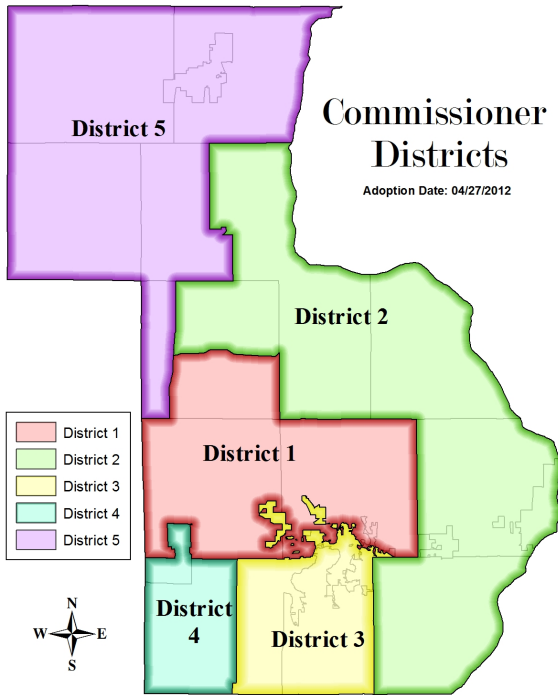 Commissioner
Districts
Adoption Date: 04/27/2012
District 5
District 2
District 1
District
4
District 3
District 1
District 2
District 3
District 4
District 5
N
W
E
S